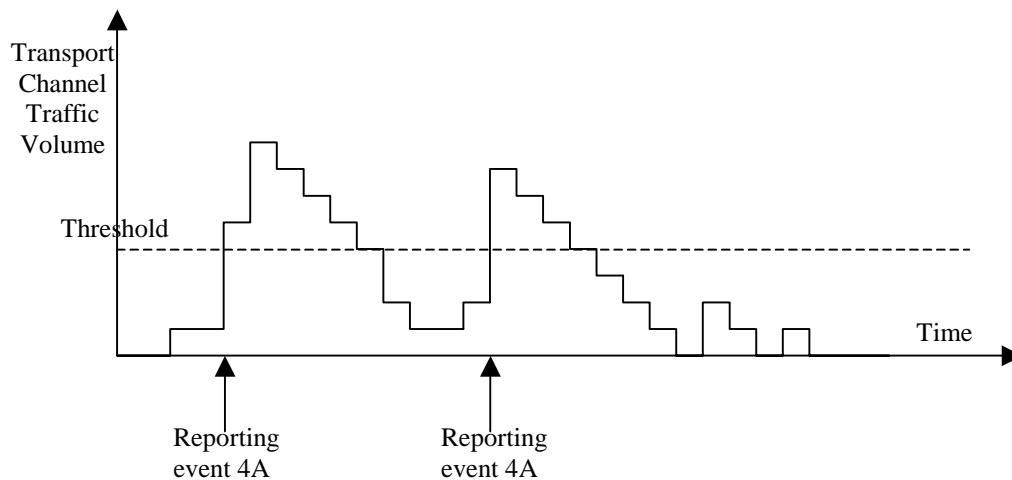 Transport
Channel
Traffic
Volume
Threshold
Time
Reporting
event 4A
Reporting
event 4A